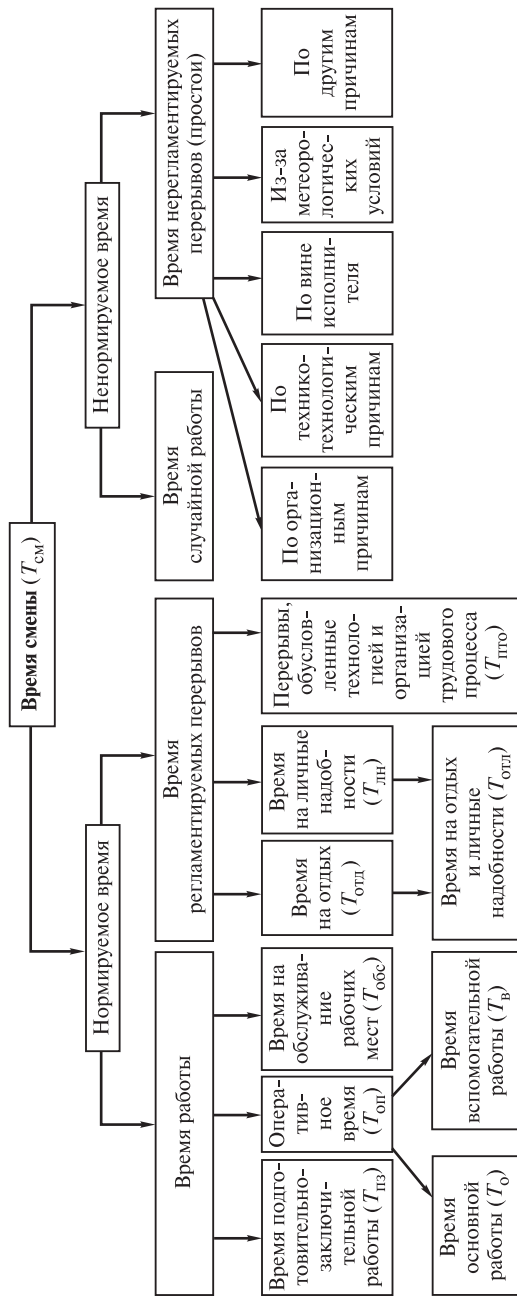 Время смены (Tсм)
Нормируемое время
Ненормируемое время
Время работы
Время
регламентируемых перерывов
Время
случайной работы
Время нерегламентируемых
перерывов (простои)
Время подго-
товительно-
заключи-
тельной
работы (Tпз)
Опера-
тив-
ное
время
(Tоп)
Время на
обслужива-
ние
рабочих
мест (Tобс)
Время
на отдых
(Tотд)
Время
на личные
надоб-
ности
(Tлн)
Перерывы,
обуслов-
ленные
техноло-
гией и
организа-
цией
трудового
процесса
(Tпто)
По орга-
низацион-
ным
причинам
По
технико-
технологи-
ческим
причинам
По вине
исполни-
теля
Из-за
метеоро-
логичес-
ких
условий
По
другим
причинам
Время
основной
работы (Tо)
Время
вспомогательной
работы (Tв)
Время на отдых
и личные
надобности (Tотл)